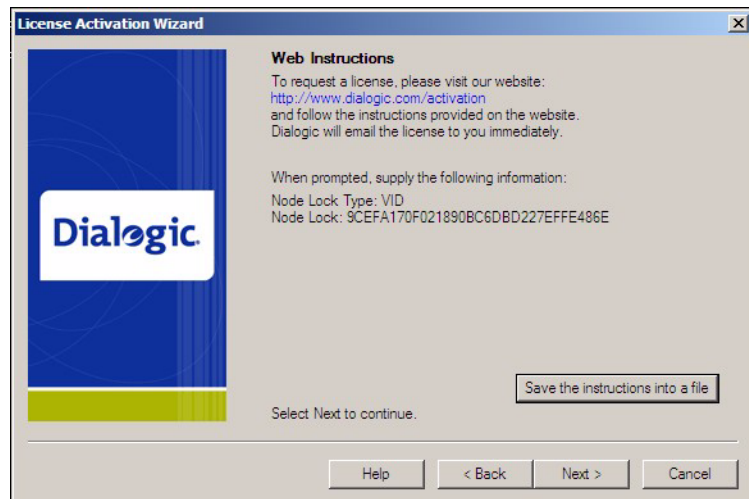 License Activation Wizard
Web Instructions
To request a license, please visit our website:
http://www.dialogic.com/activation
and follow the instructions provided on the website.
Dialogic will email the license to you immediately.
When prompted, supply the following information:
Node Lock Type: VID
Node Lock: 9CEFA170F021890BC6DBD227EFFE486E
Dialogic.
Save the instructions into a file
Select Next to continue.
Help
< Back
Next >
Cancel